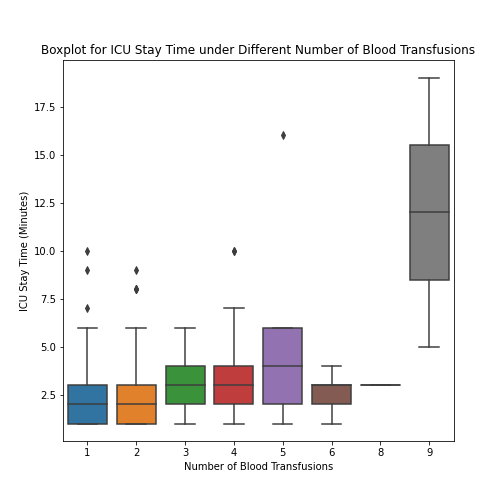 Boxplot for ICU Stay Time under Different Number of Blood Transfusions
ICU Stay Time (Minutes)
17.5
15.0
12.5
10.0
7.5
5.0
2.5
1 2 3 4 5 6 8 9
Number of Blood Transfusions